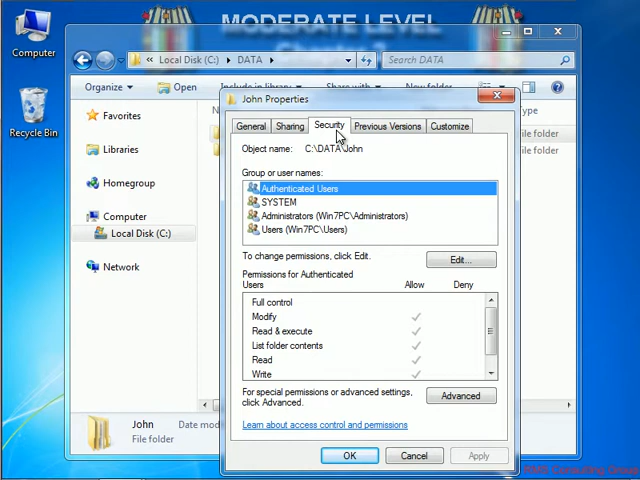 MODERATE LEVEL
Computer
Recycle Bin
Local Disk (C:)
DATA
Search DATA
Organize
Open
Include in library
Share with
New folder
Favorites
Libraries
Homegroup
Computer
Local Disk (C:)
Network
Type
File folder
File folder
John Properties
General
Sharing
Security
Previous Versions
Customize
Object name: C:\DATA\John
Group or user names:
Authenticated Users
SYSTEM
Administrators (Win7PC\Administrators)
Users (Win7PC\Users)
To change permissions, click Edit.
Edit...
Permissions for Authenticated
Users
Allow
Deny
Full control
Modify
Read & execute
List folder contents
Read
Write
For special permissions or advanced settings,
click Advanced.
Advanced
Learn about access control and permissions
OK
Cancel
Apply
John
Date mod
File folder
RMS Consulting Group